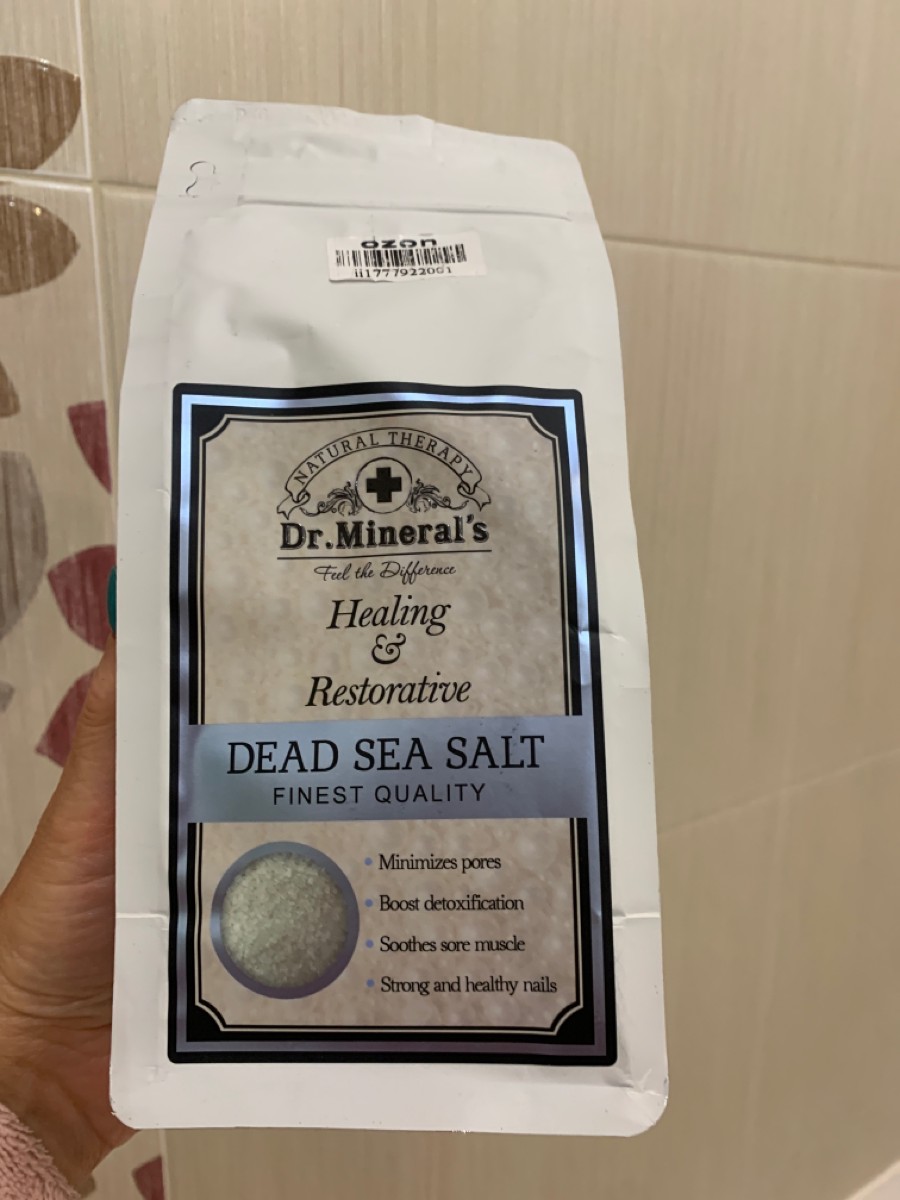 ozon
ii1777922001
NATURAL THERAPY
Dr.Mineral's
Feel the Difference
Healing
&
Restorative
DEAD SEA SALT
FINEST QUALITY
• Minimizes pores
• Boost detoxification
• Soothes sore muscle
• Strong and healthy nails